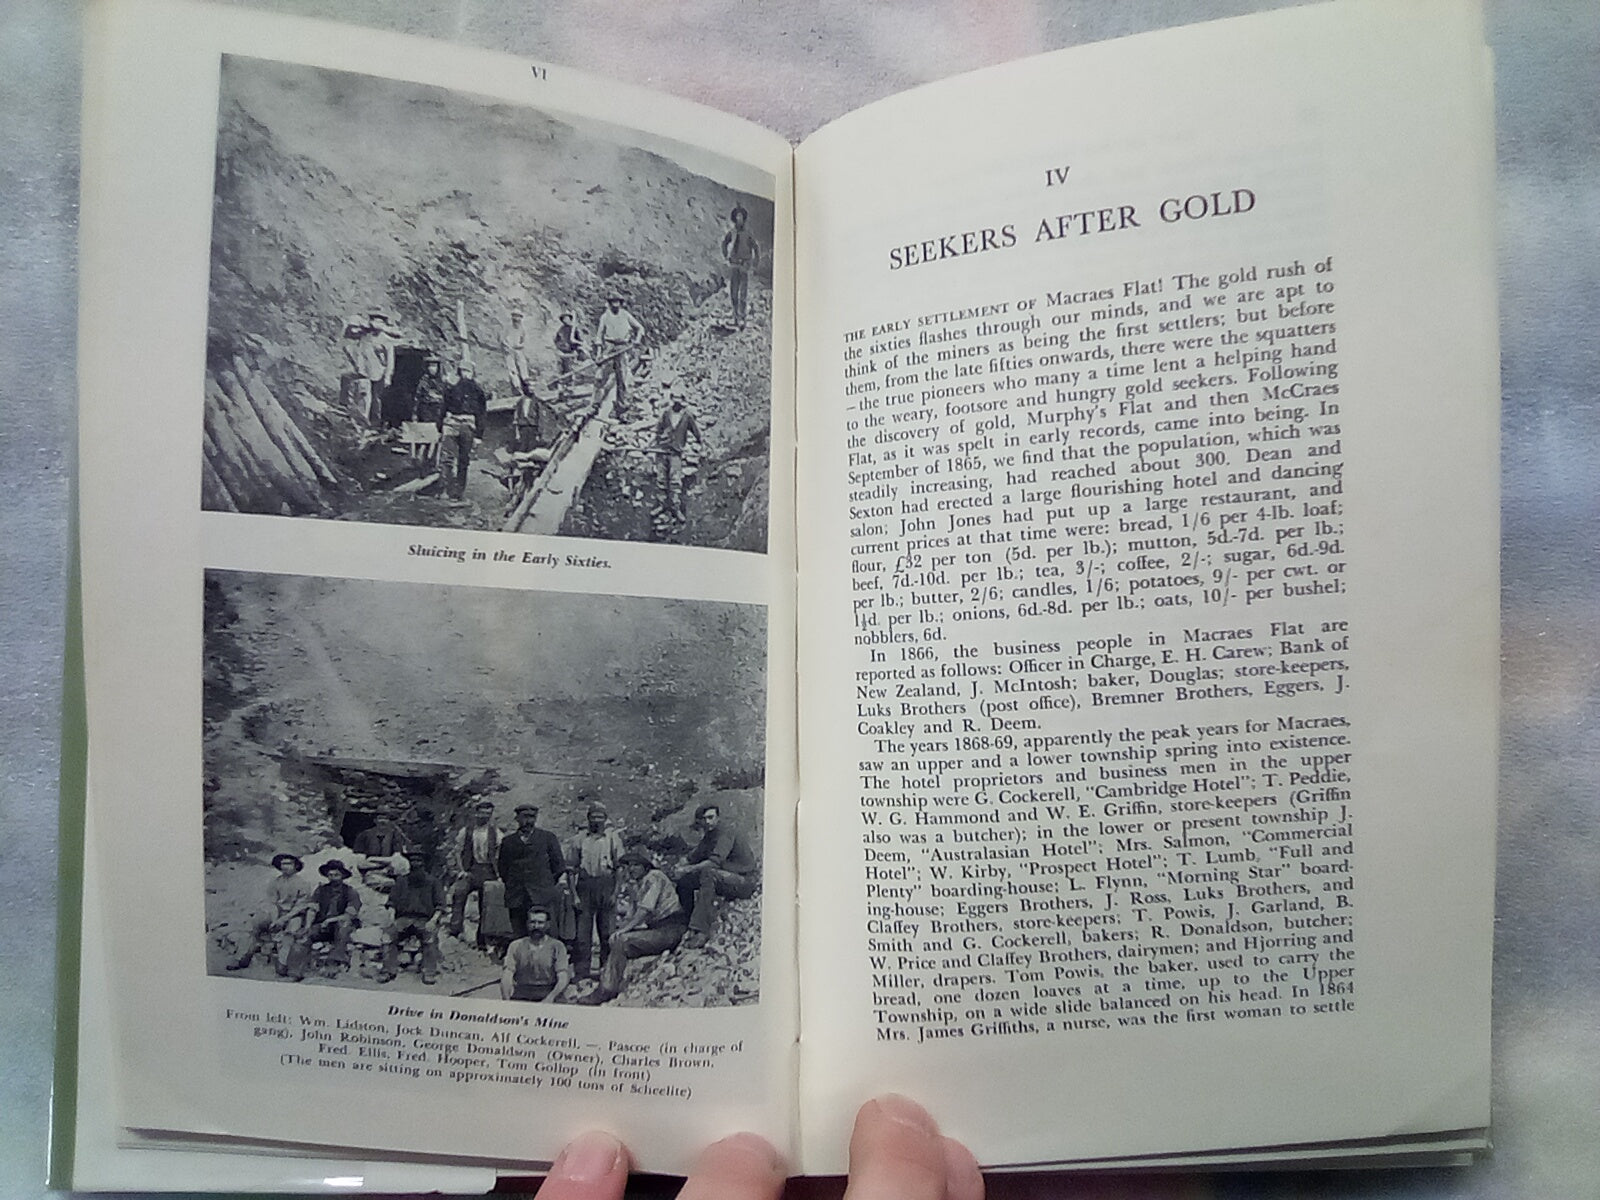 VI
Sluicing in the Early Sixties.
Drive in Donaldson's Mine
From left: Wm. Lidston, Jock Duncan, Alf Cockerell, —. Pascoe (in charge of
gang), John Robinson, George Donaldson (Owner), Charles Brown,
Fred. Ellis, Fred. Hooper, Tom Gollop (in front)
(The men are sitting on approximately 100 tons of Scheelite)
IV
SEEKERS AFTER GOLD
THE EARLY SETTLEMENT OF Macraes Flat! The gold rush of
the sixties flashes through our minds, and we are apt to
think of the miners as being the first settlers; but before
them, from the late fifties onwards, there were the squatters
—the true pioneers who many a time lent a helping hand
to the weary, footsore and hungry gold seekers. Following
the discovery of gold, Murphy's Flat and then McCraes
Flat, as it was spelt in early records, came into being. In
September of 1865, we find that the population, which was
steadily increasing, had reached about 300. Dean and
Sexton had erected a large flourishing hotel and dancing
salon; John Jones had put up a large restaurant, and
current prices at that time were: bread, 1/6 per 4-lb. loaf;
flour, £32 per ton (5d. per lb.); mutton, 5d.-7d. per lb.;
beef, 7d.-10d. per lb.; tea, 3/-; coffee, 2/-; sugar, 6d.-9d.
per lb.; butter, 2/6; candles, 1/6; potatoes, 9/- per cwt. or
1½d. per lb.; onions, 6d.-8d. per lb.; oats, 10/- per bushel;
nobblers, 6d.
In 1866, the business people in Macraes Flat are
reported as follows: Officer in Charge, E. H. Carew; Bank of
New Zealand, J. McIntosh; baker, Douglas; store-keepers,
Luks Brothers (post office), Bremner Brothers, Eggers, J.
Coakley and R. Deem.
The years 1868-69, apparently the peak years for Macraes,
saw an upper and a lower township spring into existence.
The hotel proprietors and business men in the upper
township were G. Cockerell, "Cambridge Hotel"; T. Peddie,
W. G. Hammond and W. E. Griffin, store-keepers (Griffin
also was a butcher); in the lower or present township J.
Deem, "Australasian Hotel"; Mrs. Salmon, "Commercial
Hotel"; W. Kirby, "Prospect Hotel"; T. Lumb, "Full and
Plenty" boarding-house; L. Flynn, "Morning Star" board-
ing-house; Eggers Brothers, J. Ross, Luks Brothers, and
Claffey Brothers, store-keepers; T. Powis, J. Garland, B.
Smith and G. Cockerell, bakers; R. Donaldson, butcher;
W. Price and Claffey Brothers, dairymen; and Hjorring and
Miller, drapers. Tom Powis, the baker, used to carry the
bread, one dozen loaves at a time, up to the Upper
Township, on a wide slide balanced on his head. In 1864
Mrs. James Griffiths, a nurse, was the first woman to settle